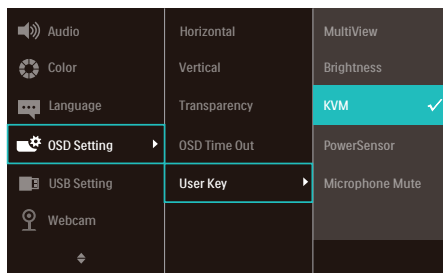 Audio
Color
Language
OSD Setting
USB Setting
Webcam
Horizontal
Vertical
Transparency
OSD Time Out
User Key
MultiView
Brightness
KVM
PowerSensor
Microphone Mute